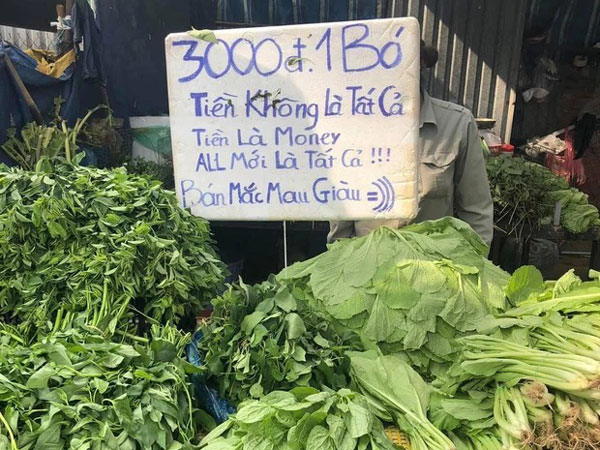 3000 đ. 1 Bó
Tiền Không Là Tất Cả
Tiền Là Money
ALL Mới Là Tất Cả !!!
Bán Mắc Mau Giàu =)))